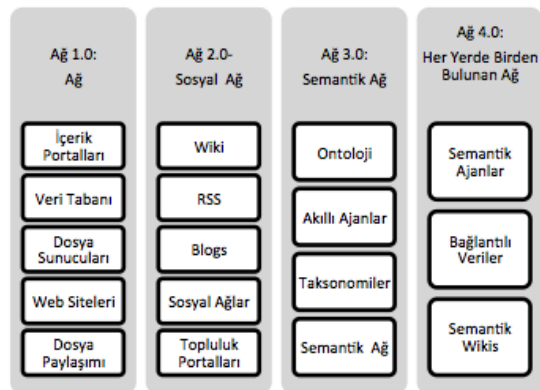 Ağ 1.0:
Ağ
İçerik
Portalları
Veri Tabanı
Dosya
Sunucuları
Web Siteleri
Dosya
Paylaşımı
Ağ 2.0-
Sosyal Ağ
Wiki
RSS
Blogs
Sosyal Ağlar
Topluluk
Portalları
Ağ 3.0:
Semantik Ağ
Ontoloji
Akıllı Ajanlar
Taksonomiler
Semantik Ağ
Ağ 4.0:
Her Yerde Birden
Bulunan Ağ
Semantik
Ajanlar
Bağlantılı
Veriler
Semantik
Wikis